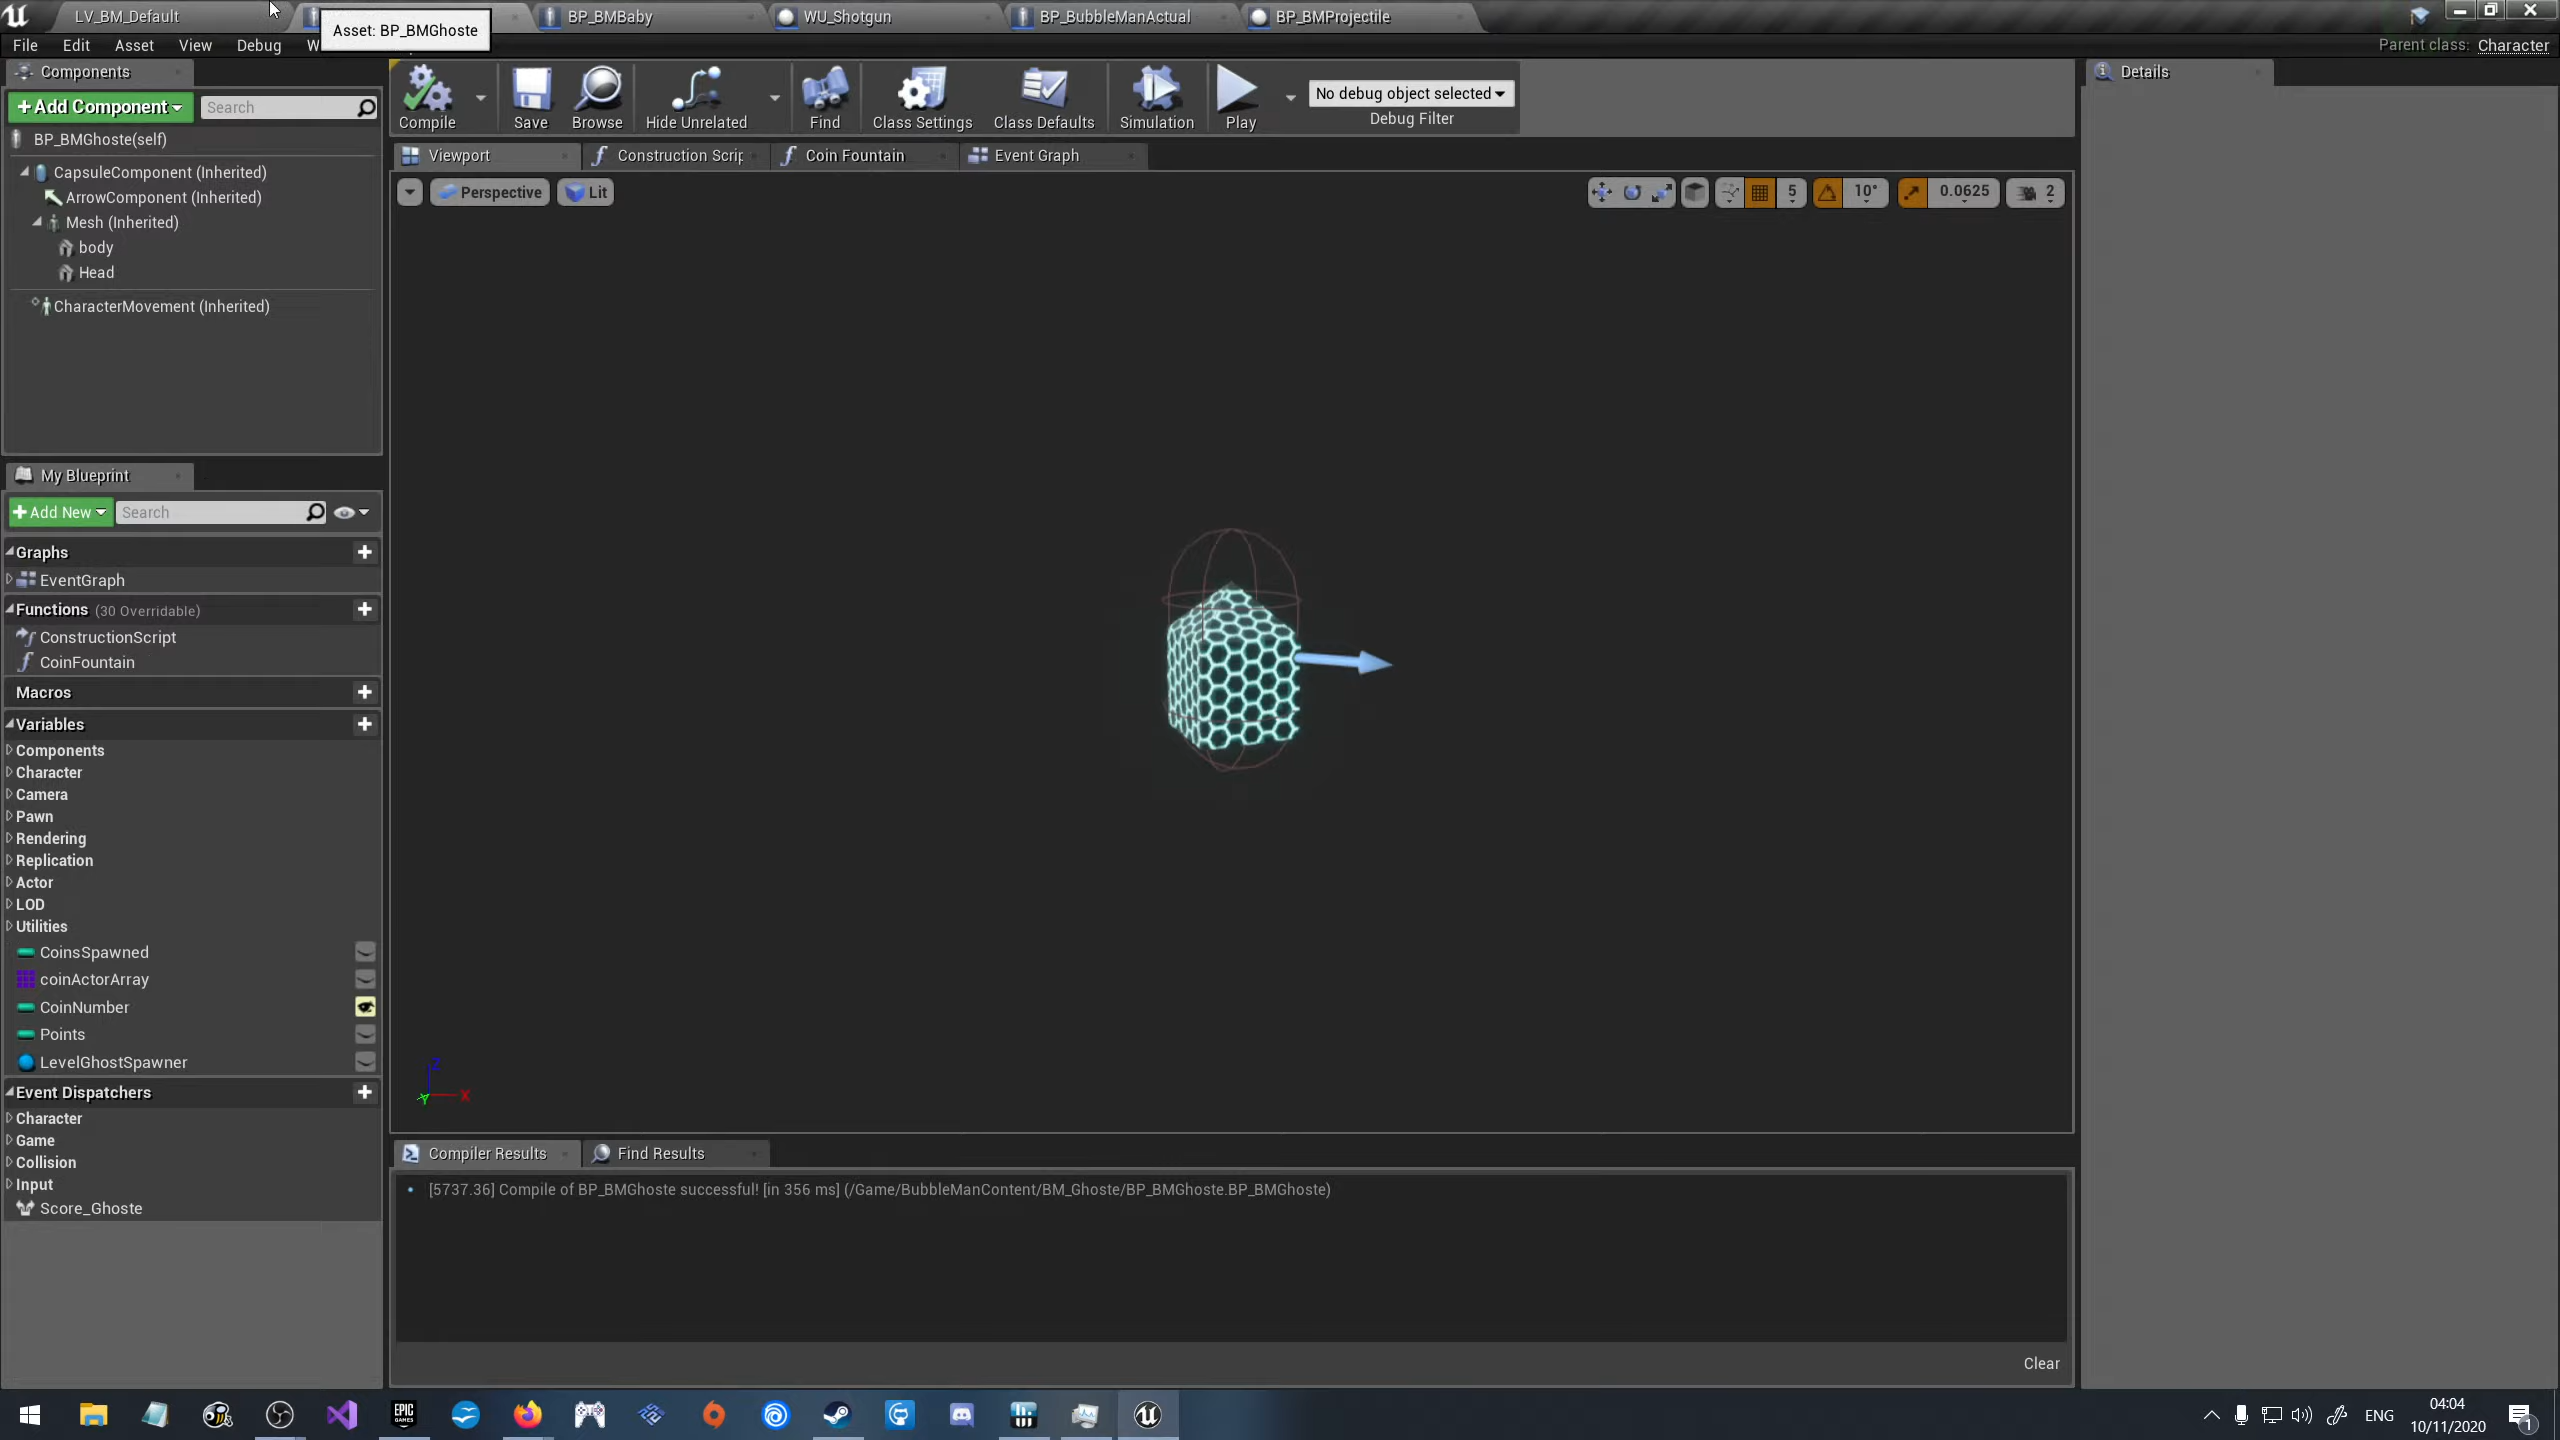 LV_BM_Default
BP_BMBaby
WU_Shotgun
BP_BubbleManActual
BP_BMProjectile
Asset: BP_BMGhoste
File Edit Asset View Debug W
Parent class: Character
Components
Details
+Add Component
Search
Compile
Save
Browse
Hide Unrelated
Find
Class Settings
Class Defaults
Simulation
Play
No debug object selected
Debug Filter
BP_BMGhoste(self)
CapsuleComponent (Inherited)
ArrowComponent (Inherited)
Mesh (Inherited)
body
Head
CharacterMovement (Inherited)
Viewport
Construction Scrip
Coin Fountain
Event Graph
Perspective
Lit
5
10°
0.0625
2
Z
X
Y
My Blueprint
+Add New
Search
Graphs
EventGraph
Functions (30 Overridable)
ConstructionScript
CoinFountain
Macros
Variables
Components
Character
Camera
Pawn
Rendering
Replication
Actor
LOD
Utilities
CoinsSpawned
coinActorArray
CoinNumber
Points
LevelGhostSpawner
Event Dispatchers
Character
Game
Collision
Input
Score_Ghoste
Compiler Results
Find Results
[5737.36] Compile of BP_BMGhoste successful! [in 356 ms] (/Game/BubbleManContent/BM_Ghoste/BP_BMGhoste.BP_BMGhoste)
Clear
EPIC
GAMES
ENG
04:04
10/11/2020
1